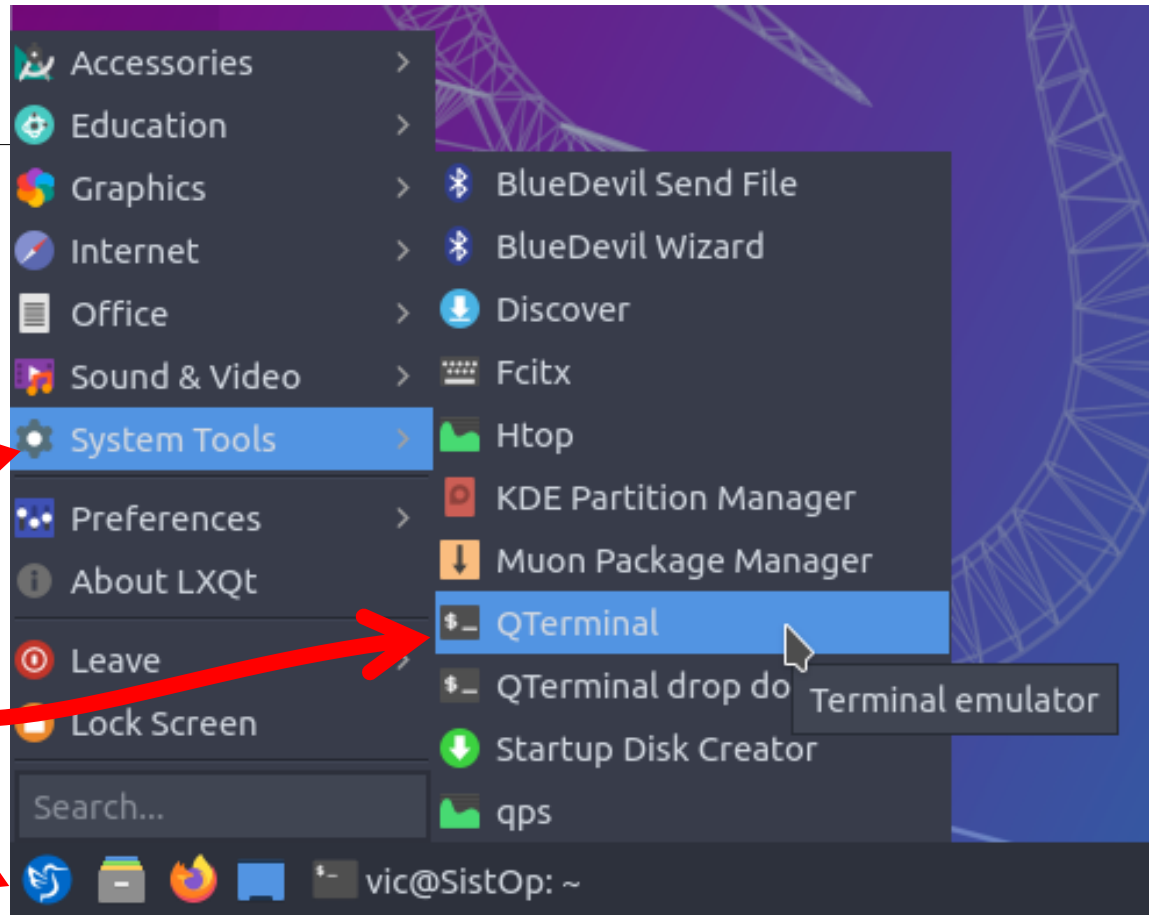 Accessories
Education
Graphics
Internet
Office
Sound & Video
System Tools
Preferences
About LXQt
Leave
Lock Screen
Search...
BlueDevil Send File
BlueDevil Wizard
Discover
Fcitx
Htop
KDE Partition Manager
Muon Package Manager
QTerminal
QTerminal drop do
Terminal emulator
Startup Disk Creator
qps
vic@SistOp: ~